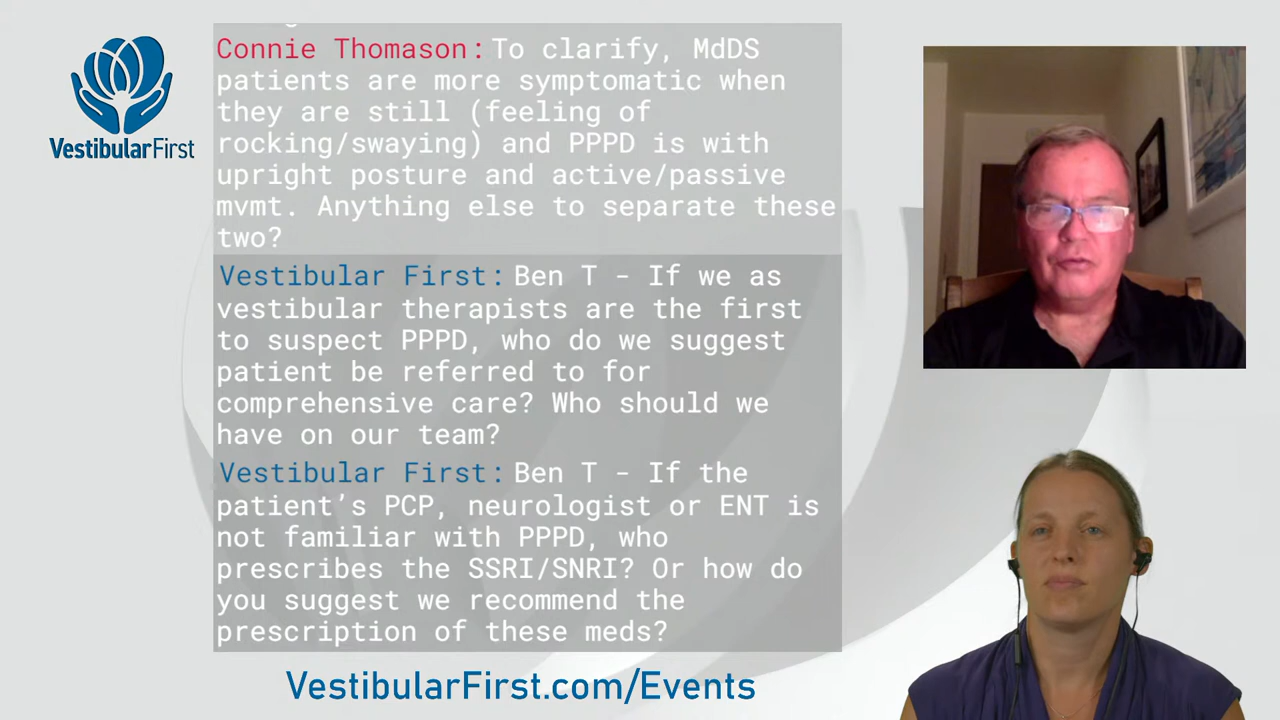 VestibularFirst
Connie Thomason: To clarify, MdDS
patients are more symptomatic when
they are still (feeling of
rocking/swaying) and PPPD is with
upright posture and active/passive
mvmt. Anything else to separate these
two?
Vestibular First: Ben T - If we as
vestibular therapists are the first
to suspect PPPD, who do we suggest
patient be referred to for
comprehensive care? Who should we
have on our team?
Vestibular First: Ben T - If the
patient’s PCP, neurologist or ENT is
not familiar with PPPD, who
prescribes the SSRI/SNRI? Or how do
you suggest we recommend the
prescription of these meds?
VestibularFirst.com/Events